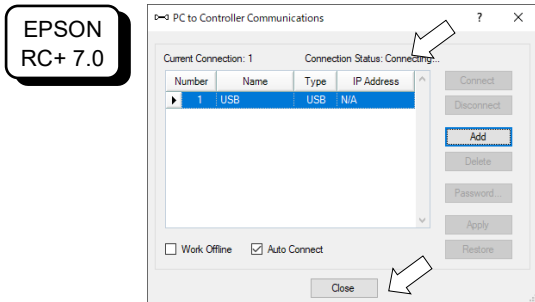 EPSON
RC+ 7.0
PC to Controller Communications ? ×
Current Connection: 1 Connection Status: Connecting...
Number Name Type IP Address
1 USB USB N/A
Connect
Disconnect
Add
Delete
Password...
Apply
Restore
Work Offline Auto Connect
Close